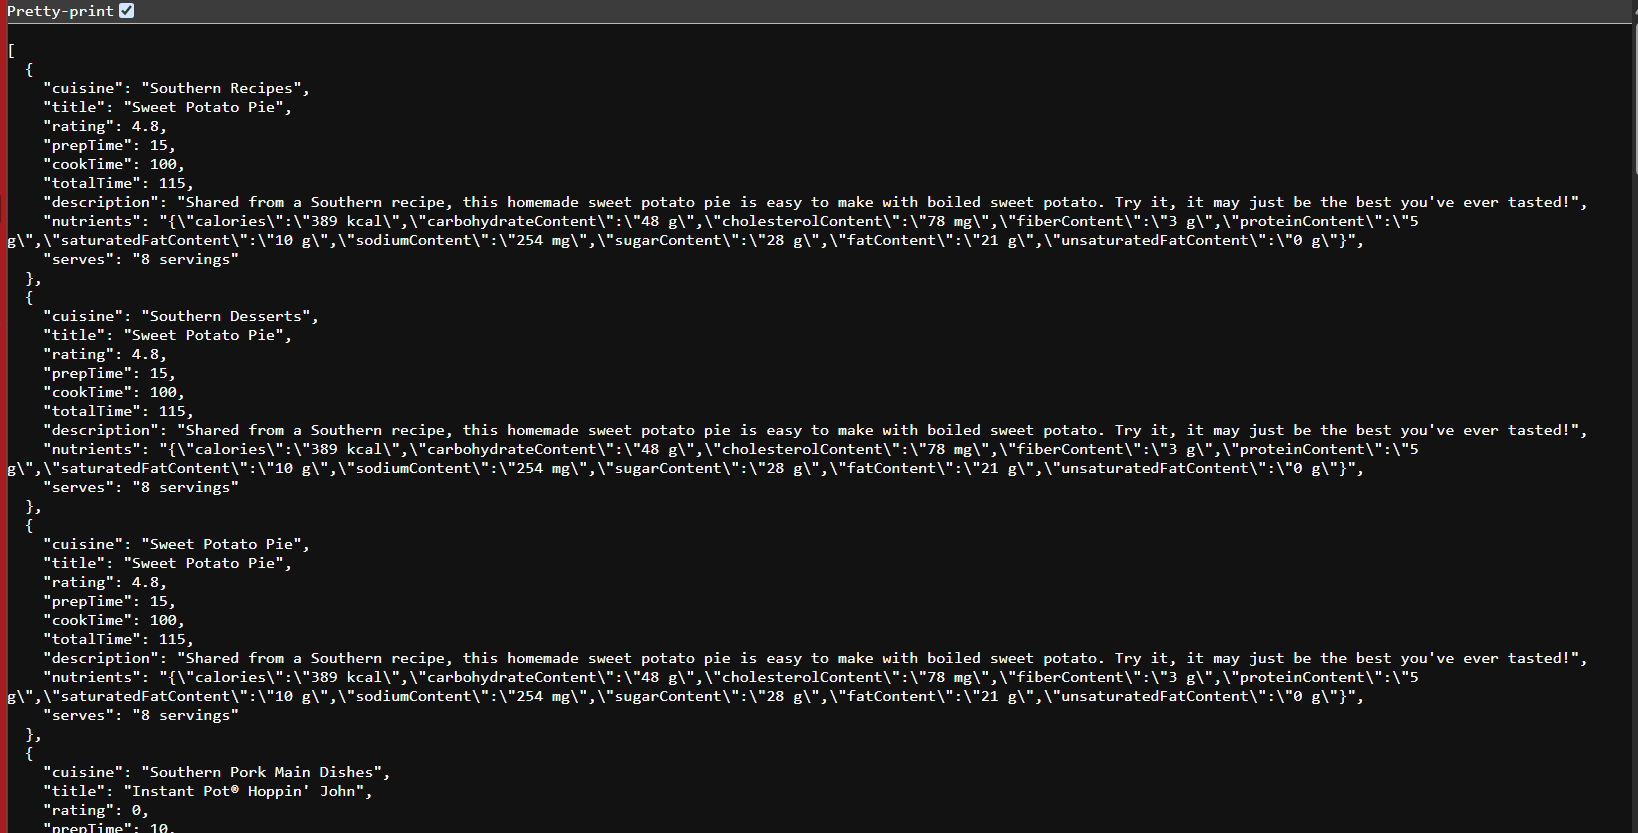 Pretty-print
[
  {
    "cuisine": "Southern Recipes",
    "title": "Sweet Potato Pie",
    "rating": 4.8,
    "prepTime": 15,
    "cookTime": 100,
    "totalTime": 115,
    "description": "Shared from a Southern recipe, this homemade sweet potato pie is easy to make with boiled sweet potato. Try it, it may just be the best you've ever tasted!",
    "nutrients": "{\"calories\":\"389 kcal\",\"carbohydrateContent\":\"48 g\",\"cholesterolContent\":\"78 mg\",\"fiberContent\":\"3 g\",\"proteinContent\":\"5
g\",\"saturatedFatContent\":\"10 g\",\"sodiumContent\":\"254 mg\",\"sugarContent\":\"28 g\",\"fatContent\":\"21 g\",\"unsaturatedFatContent\":\"0 g\"}",
    "serves": "8 servings"
  },
  {
    "cuisine": "Southern Desserts",
    "title": "Sweet Potato Pie",
    "rating": 4.8,
    "prepTime": 15,
    "cookTime": 100,
    "totalTime": 115,
    "description": "Shared from a Southern recipe, this homemade sweet potato pie is easy to make with boiled sweet potato. Try it, it may just be the best you've ever tasted!",
    "nutrients": "{\"calories\":\"389 kcal\",\"carbohydrateContent\":\"48 g\",\"cholesterolContent\":\"78 mg\",\"fiberContent\":\"3 g\",\"proteinContent\":\"5
g\",\"saturatedFatContent\":\"10 g\",\"sodiumContent\":\"254 mg\",\"sugarContent\":\"28 g\",\"fatContent\":\"21 g\",\"unsaturatedFatContent\":\"0 g\"}",
    "serves": "8 servings"
  },
  {
    "cuisine": "Sweet Potato Pie",
    "title": "Sweet Potato Pie",
    "rating": 4.8,
    "prepTime": 15,
    "cookTime": 100,
    "totalTime": 115,
    "description": "Shared from a Southern recipe, this homemade sweet potato pie is easy to make with boiled sweet potato. Try it, it may just be the best you've ever tasted!",
    "nutrients": "{\"calories\":\"389 kcal\",\"carbohydrateContent\":\"48 g\",\"cholesterolContent\":\"78 mg\",\"fiberContent\":\"3 g\",\"proteinContent\":\"5
g\",\"saturatedFatContent\":\"10 g\",\"sodiumContent\":\"254 mg\",\"sugarContent\":\"28 g\",\"fatContent\":\"21 g\",\"unsaturatedFatContent\":\"0 g\"}",
    "serves": "8 servings"
  },
  {
    "cuisine": "Southern Pork Main Dishes",
    "title": "Instant Pot® Hoppin' John",
    "rating": 0,
    "prepTime": 10,